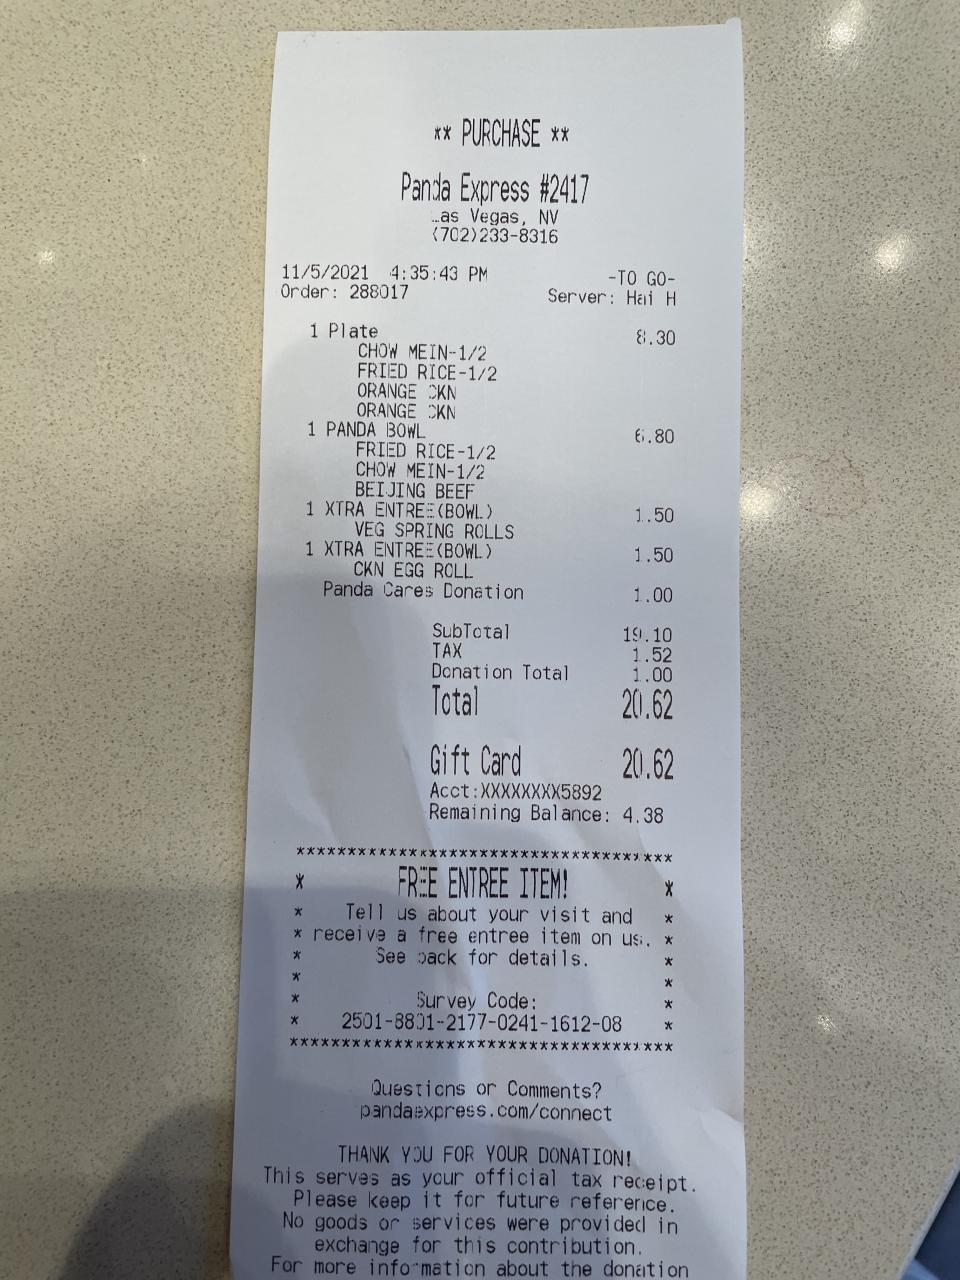 ** PURCHASE **
Panda Express #2417
Las Vegas, NV
(702)233-8316
11/5/2021 4:35:43 PM -TO GO-
Order: 288017 Server: Hai H
1 Plate 8.30
CHOW MEIN-1/2
FRIED RICE-1/2
ORANGE CKN
ORANGE CKN
1 PANDA BOWL 6.80
FRIED RICE-1/2
CHOW MEIN-1/2
BEIJING BEEF
1 XTRA ENTREE(BOWL) 1.50
VEG SPRING ROLLS
1 XTRA ENTREE(BOWL) 1.50
CKN EGG ROLL
Panda Cares Donation 1.00
SubTotal 19.10
TAX 1.52
Donation Total 1.00
Total 20.62
Gift Card 20.62
Acct:XXXXXXXX5892
Remaining Balance: 4.38
*************************************
* FREE ENTREE ITEM! *
* Tell us about your visit and *
* receive a free entree item on us. *
* See back for details. *
* *
* Survey Code: *
* 2501-8801-2177-0241-1612-08 *
*************************************
Questions or Comments?
pandaexpress.com/connect
THANK YOU FOR YOUR DONATION!
This serves as your official tax receipt.
Please keep it for future reference.
No goods or services were provided in
exchange for this contribution.
For more information about the donation